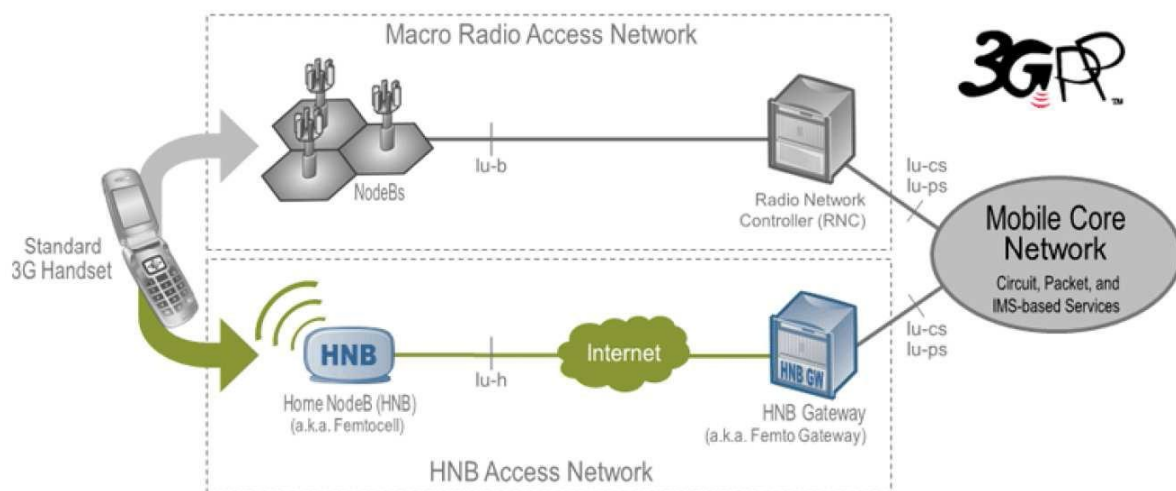 Macro Radio Access Network
3GPP
TM
NodeBs
Iu-b
Radio Network
Controller (RNC)
Iu-cs
Iu-ps
Standard
3G Handset
Mobile Core
Network
Circuit, Packet, and
IMS-based Services
HNB
Iu-h
Internet
HNB GW
Iu-cs
Iu-ps
Home NodeB (HNB)
(a.k.a. Femtocell)
HNB Gateway
(a.k.a. Femto Gateway)
HNB Access Network